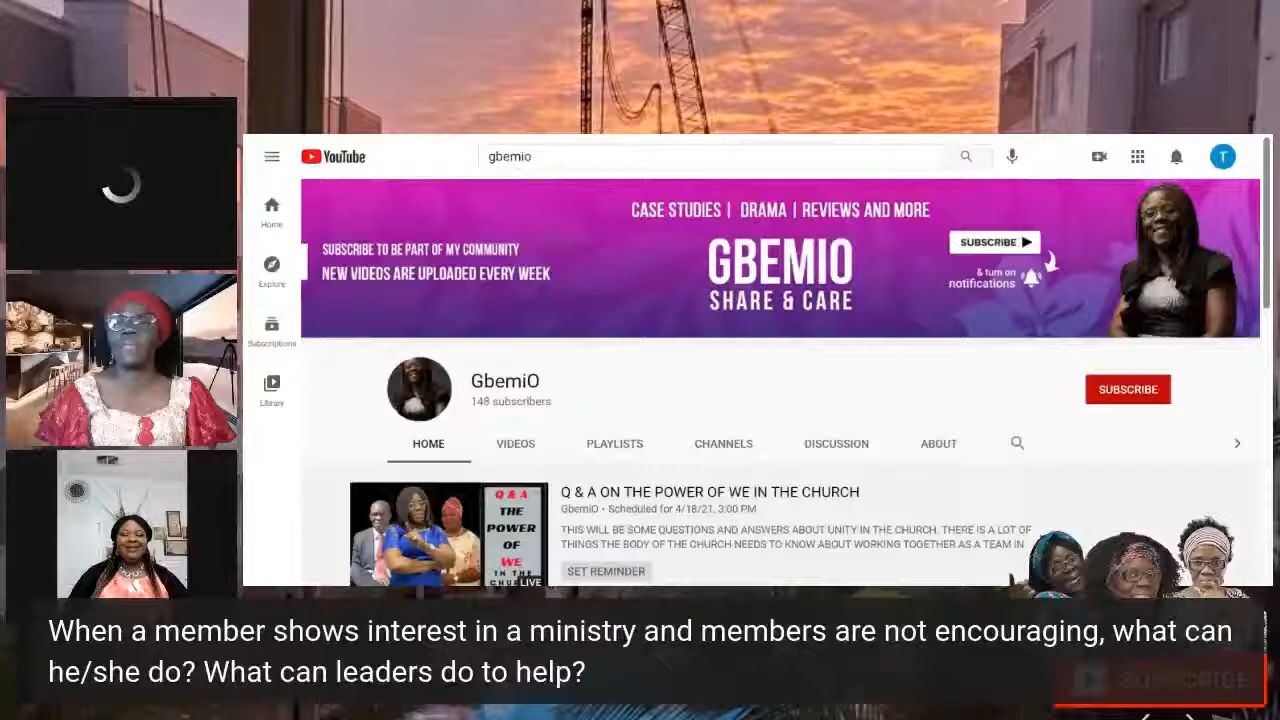 YouTube
gbemio
T
Home
Explore
Subscriptions
Library
CASE STUDIES | DRAMA | REVIEWS AND MORE
SUBSCRIBE TO BE PART OF MY COMMUNITY
NEW VIDEOS ARE UPLOADED EVERY WEEK
GBEMIO
SHARE & CARE
SUBSCRIBE
& turn on
notifications
GbemiO
148 subscribers
SUBSCRIBE
HOME VIDEOS PLAYLISTS CHANNELS DISCUSSION ABOUT
Q & A
THE
POWER
OF
WE
IN THE
CHURCH
LIVE
Q & A ON THE POWER OF WE IN THE CHURCH
GbemiO • Scheduled for 4/18/21, 3:00 PM
THIS WILL BE SOME QUESTIONS AND ANSWERS ABOUT UNITY IN THE CHURCH. THERE IS A LOT OF
THINGS THE BODY OF THE CHURCH NEEDS TO KNOW ABOUT WORKING TOGETHER AS A TEAM IN
SET REMINDER
When a member shows interest in a ministry and members are not encouraging, what can
he/she do? What can leaders do to help?
SUBSCRIBE